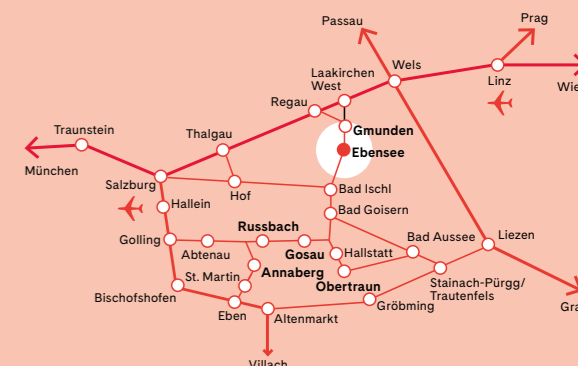 Prag
Passau
Wels
Laakirchen
West
Linz
Wie
Regau
Traunstein
Thalgau
Gmunden
Ebensee
München
Salzburg
Hof
Bad Ischl
Hallein
Bad Goisern
Russbach
Golling
Abtenau
Gosau
Hallstatt
Bad Aussee
Liezen
St. Martin
Annaberg
Obertraun
Stainach-Pürgg/
Trautenfels
Bischofshofen
Gröbming
Gra
Eben
Altenmarkt
Villach